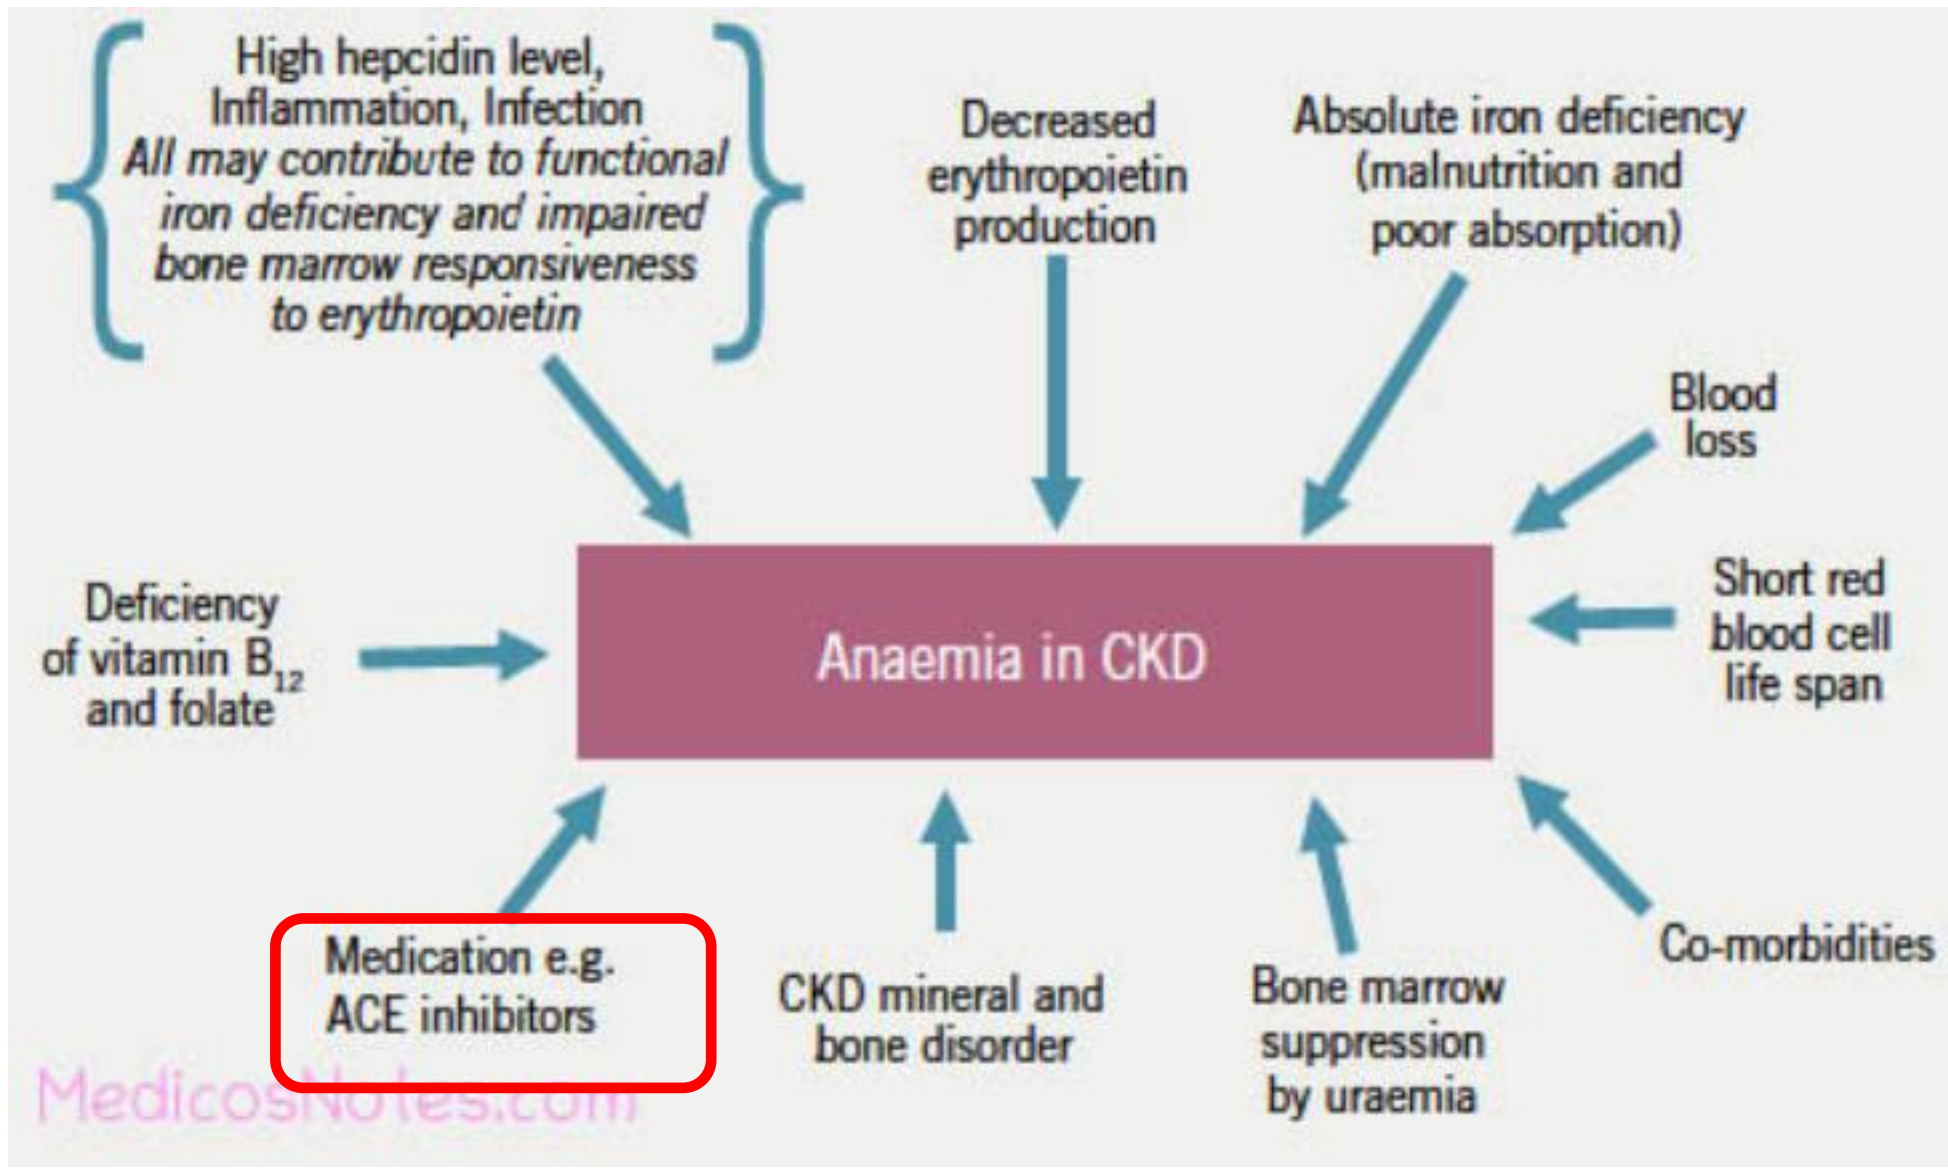 High hepcidin level,
Inflammation, Infection
All may contribute to functional
iron deficiency and impaired
bone marrow responsiveness
to erythropoietin
Decreased
erythropoietin
production
Absolute iron deficiency
(malnutrition and
poor absorption)
Blood
loss
Short red
blood cell
life span
Deficiency
of vitamin B₁₂
and folate
Anaemia in CKD
Medication e.g.
ACE inhibitors
CKD mineral and
bone disorder
Bone marrow
suppression
by uraemia
Co-morbidities
MedicosNotes.com